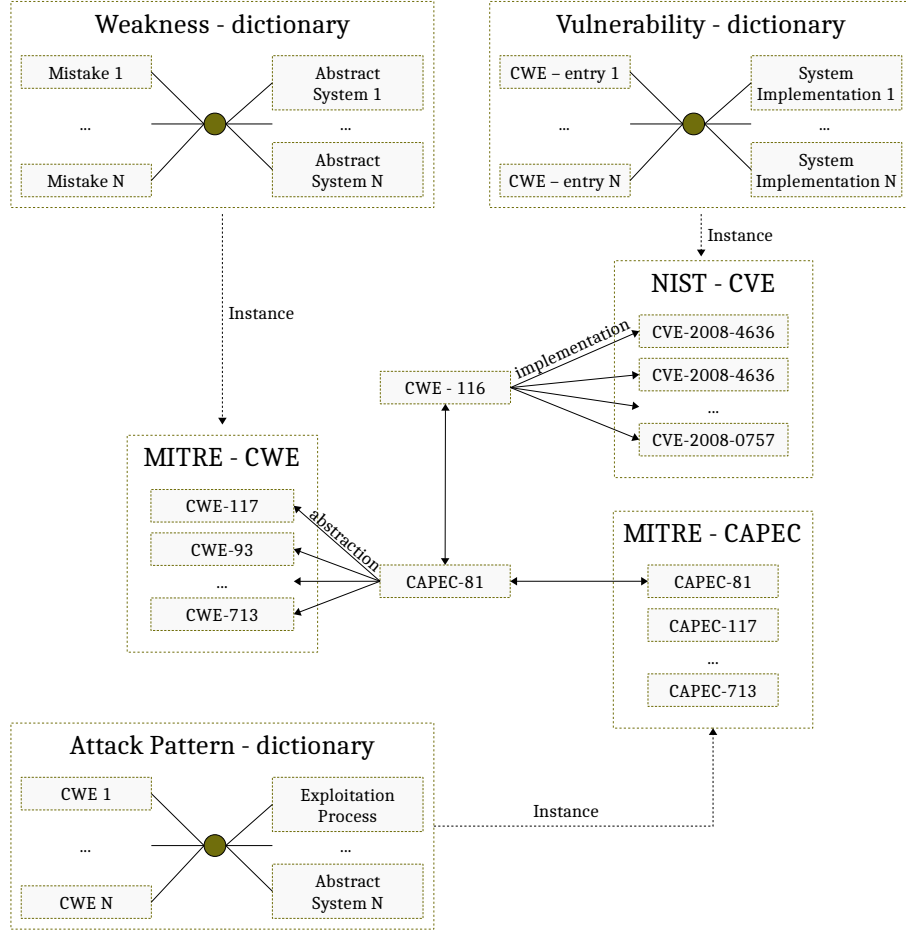 Weakness - dictionary
Mistake 1
...
Mistake N
Abstract
System 1
...
Abstract
System N
Vulnerability - dictionary
CWE – entry 1
...
CWE – entry N
System
Implementation 1
...
System
Implementation N
Instance
Instance
NIST - CVE
CVE-2008-4636
CVE-2008-4636
...
CVE-2008-0757
implementation
CWE - 116
MITRE - CWE
CWE-117
CWE-93
...
CWE-713
abstraction
CAPEC-81
MITRE - CAPEC
CAPEC-81
CAPEC-117
...
CAPEC-713
Attack Pattern - dictionary
CWE 1
...
CWE N
Exploitation
Process
...
Abstract
System N
Instance